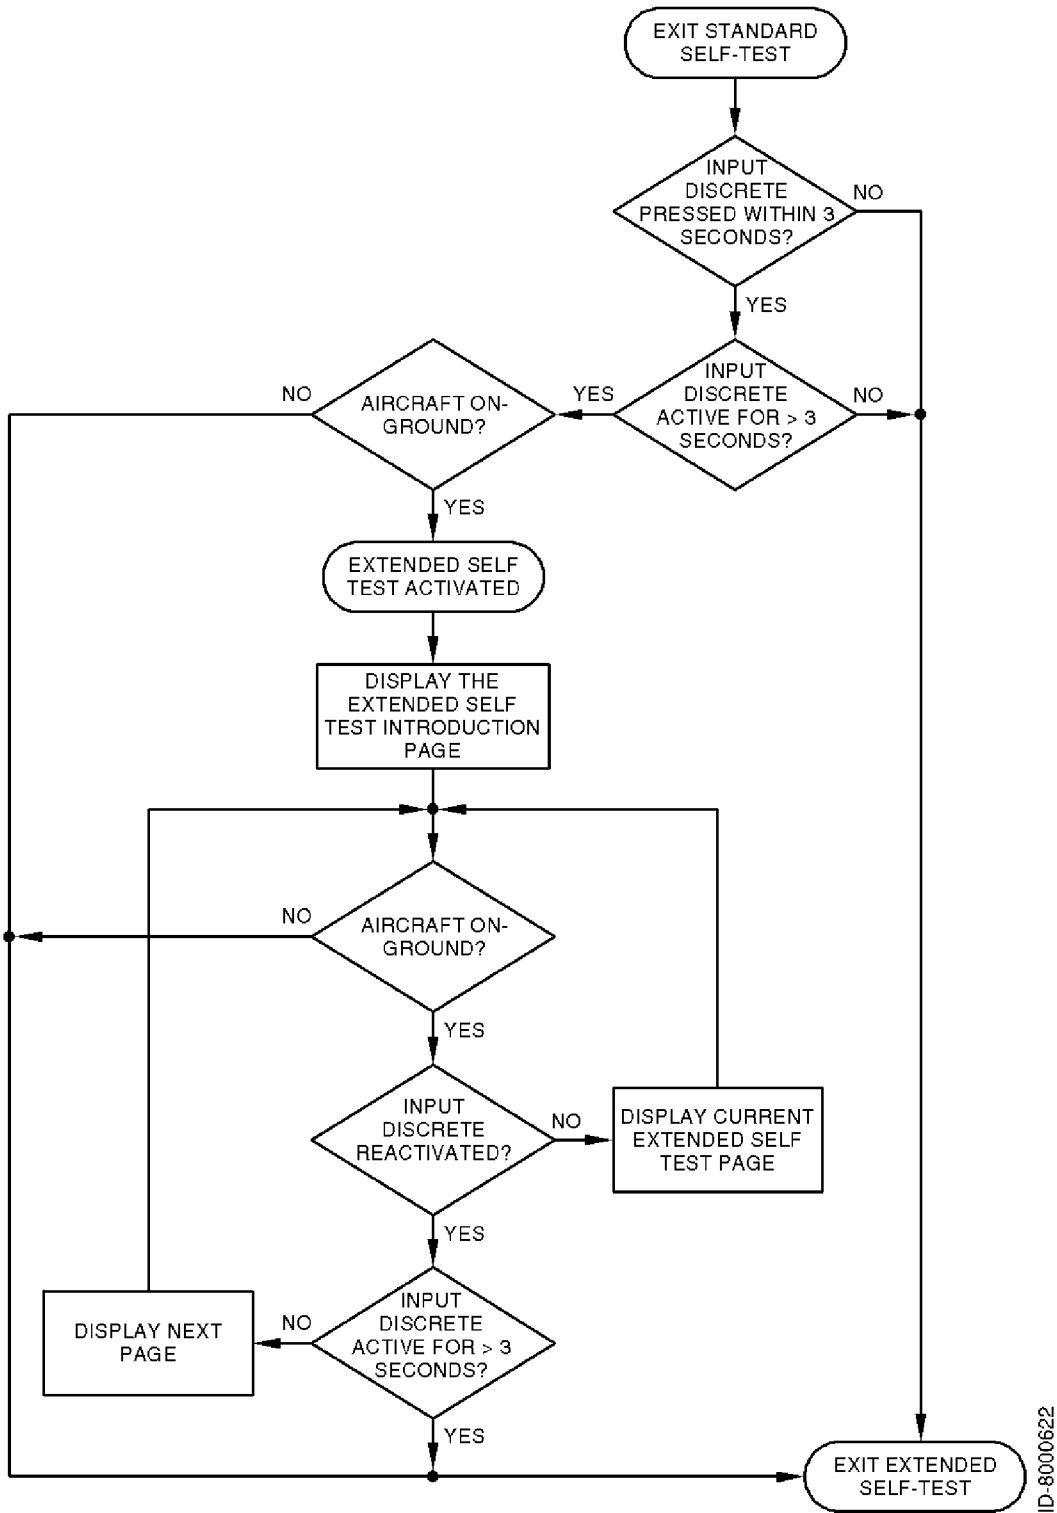 EXIT STANDARD
SELF-TEST
INPUT
DISCRETE
PRESSED WITHIN 3
SECONDS?
NO
YES
INPUT
DISCRETE
ACTIVE FOR > 3
SECONDS?
NO
YES
AIRCRAFT ON-
GROUND?
NO
YES
EXTENDED SELF
TEST ACTIVATED
DISPLAY THE
EXTENDED SELF
TEST INTRODUCTION
PAGE
AIRCRAFT ON-
GROUND?
NO
YES
INPUT
DISCRETE
REACTIVATED?
NO
DISPLAY CURRENT
EXTENDED SELF
TEST PAGE
YES
INPUT
DISCRETE
ACTIVE FOR > 3
SECONDS?
NO
DISPLAY NEXT
PAGE
YES
EXIT EXTENDED
SELF-TEST
ID-8000622